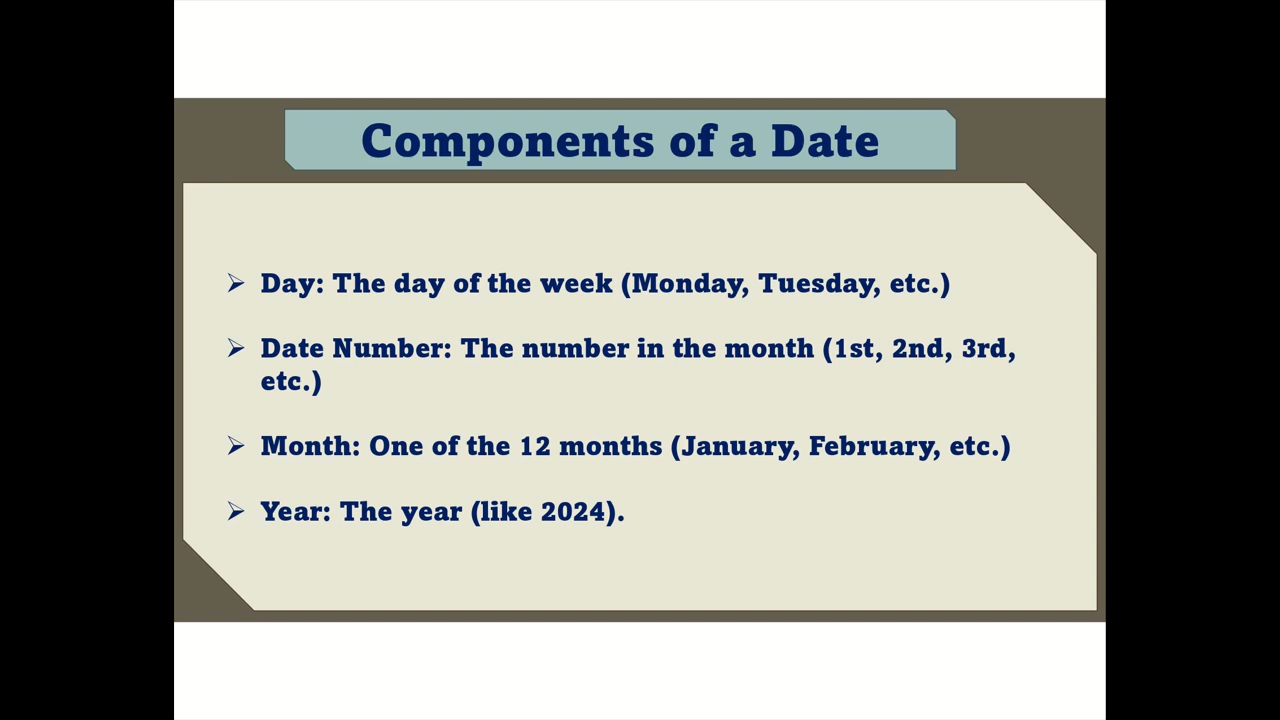 Components of a Date
➢ Day: The day of the week (Monday, Tuesday, etc.)
➢ Date Number: The number in the month (1st, 2nd, 3rd,
etc.)
➢ Month: One of the 12 months (January, February, etc.)
➢ Year: The year (like 2024).